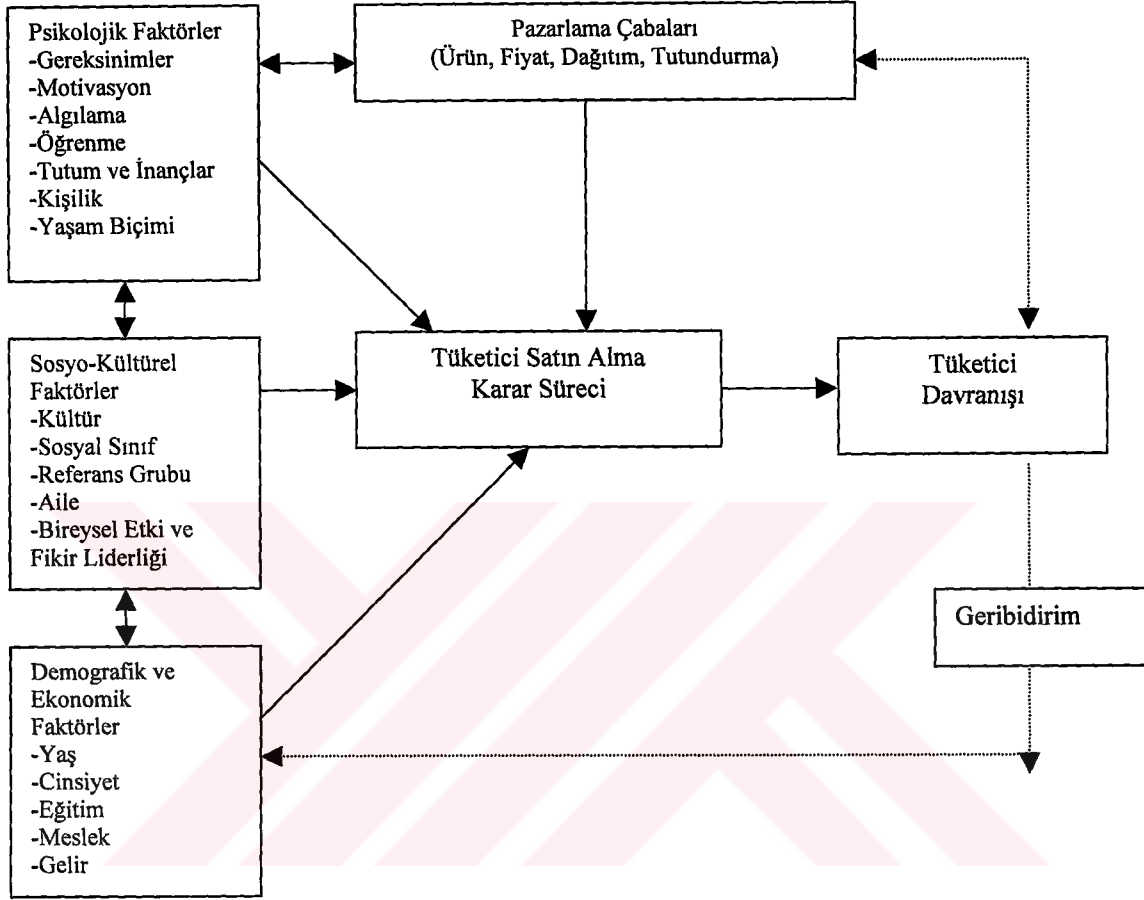 Psikolojik Faktörler
-Gereksinimler
-Motivasyon
-Algılama
-Öğrenme
-Tutum ve İnançlar
-Kişilik
-Yaşam Biçimi
Pazarlama Çabaları
(Ürün, Fiyat, Dağıtım, Tutundurma)
Sosyo-Kültürel
Faktörler
-Kültür
-Sosyal Sınıf
-Referans Grubu
-Aile
-Bireysel Etki ve
Fikir Liderliği
Tüketici Satın Alma
Karar Süreci
Tüketici
Davranışı
Geribidirim
Demografik ve
Ekonomik
Faktörler
-Yaş
-Cinsiyet
-Eğitim
-Meslek
-Gelir